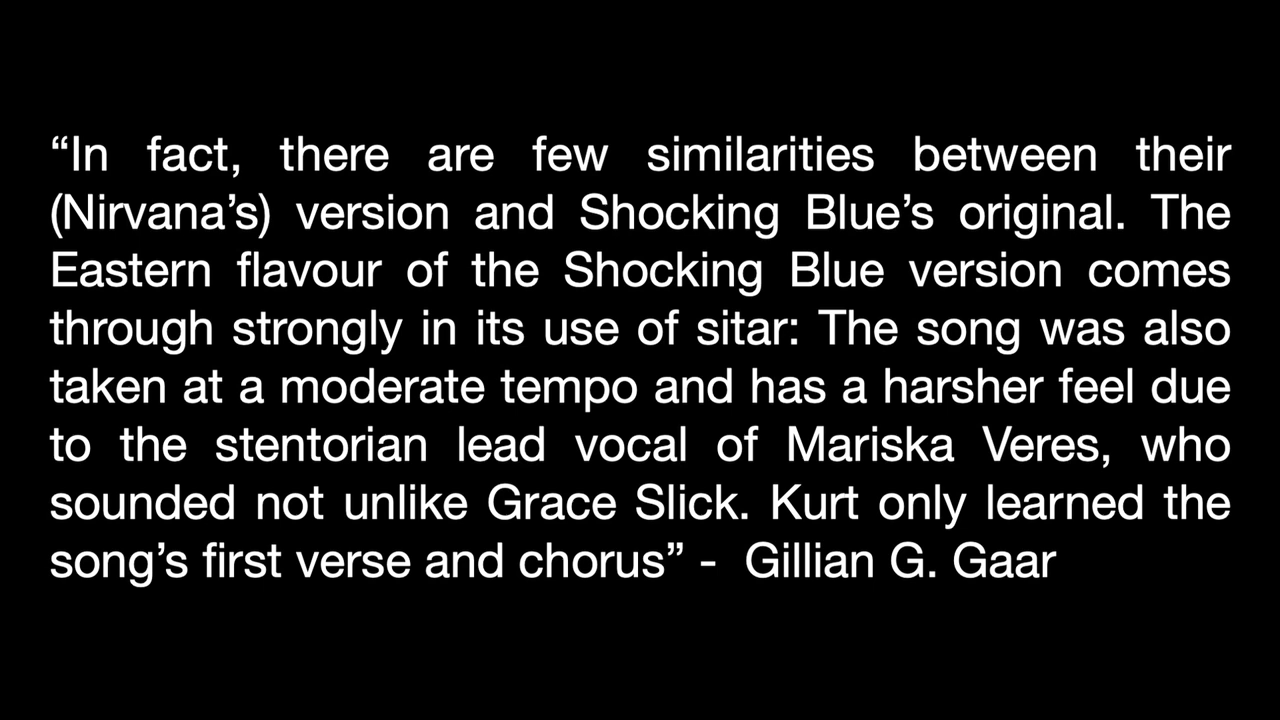 “In fact, there are few similarities between their
(Nirvana’s) version and Shocking Blue’s original. The
Eastern flavour of the Shocking Blue version comes
through strongly in its use of sitar: The song was also
taken at a moderate tempo and has a harsher feel due
to the stentorian lead vocal of Mariska Veres, who
sounded not unlike Grace Slick. Kurt only learned the
song’s first verse and chorus” -  Gillian G. Gaar